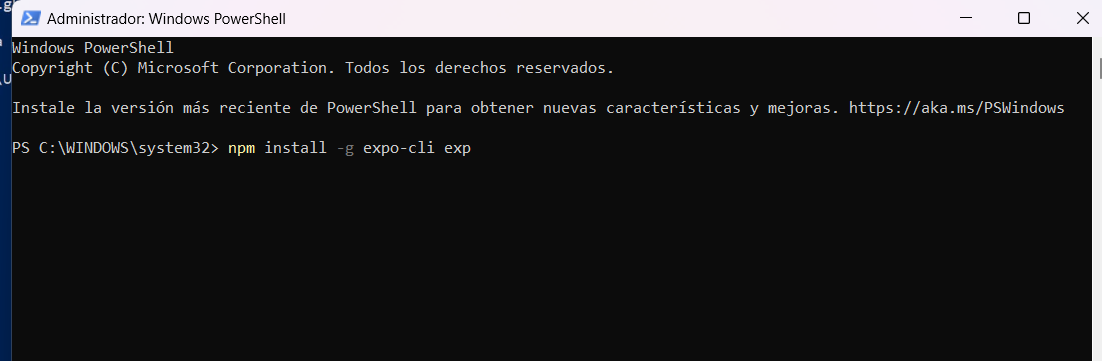 Administrador: Windows PowerShell
Windows PowerShell
Copyright (C) Microsoft Corporation. Todos los derechos reservados.
Instale la versión más reciente de PowerShell para obtener nuevas características y mejoras. https://aka.ms/PSWindows
PS C:\WINDOWS\system32> npm install -g expo-cli exp